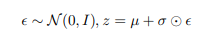 ϵ ∼ 𝒩(0, I), z = μ + σ ⊙ ϵ